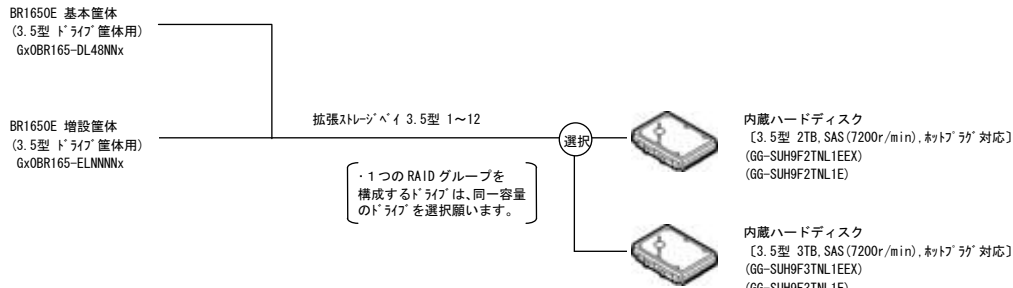 BR1650E 基本筐体
(3.5型 ﾄﾞﾗｲﾌﾞ筐体用)
GxOBR165-DL48NNx
BR1650E 増設筐体
(3.5型 ﾄﾞﾗｲﾌﾞ筐体用)
GxOBR165-ELNNNNx
拡張ｽﾄﾚｰｼﾞﾍﾞｲ 3.5型 1～12
・１つの RAID グループを
構成するﾄﾞﾗｲﾌﾞは、同一容量
のﾄﾞﾗｲﾌﾞを選択願います。
選択
内蔵ハードディスク
〔3.5型 2TB,SAS(7200r/min),ﾎｯﾄﾌﾟﾗｸﾞ対応〕
(GG-SUH9F2TNL1EEX)
(GG-SUH9F2TNL1E)
内蔵ハードディスク
〔3.5型 3TB,SAS(7200r/min),ﾎｯﾄﾌﾟﾗｸﾞ対応〕
(GG-SUH9F3TNL1EEX)
(GG-SUH9F3TNL1E)